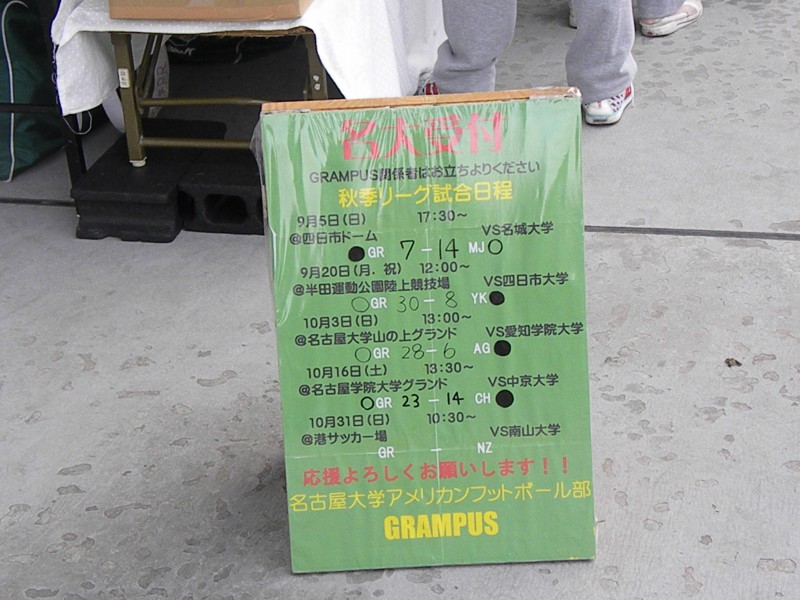 名大受付
GRAMPUS関係者はお立ちよりください
秋季リーグ試合日程
9月5日(日) 17:30～
@四日市ドーム VS名城大学
●GR 7-14 MJ○
9月20日(月．祝) 12:00～
@半田運動公園陸上競技場 VS四日市大学
○GR 30-8 YK●
10月3日(日) 13:00～
@名古屋大学山の上グランド VS愛知学院大学
○GR 28-6 AG●
10月16日(土) 13:30～
@名古屋学院大学グランド VS中京大学
○GR 23-14 CH●
10月31日(日) 10:30～
@港サッカー場 VS南山大学
GR - NZ
応援よろしくお願いします！！
名古屋大学アメリカンフットボール部
GRAMPUS